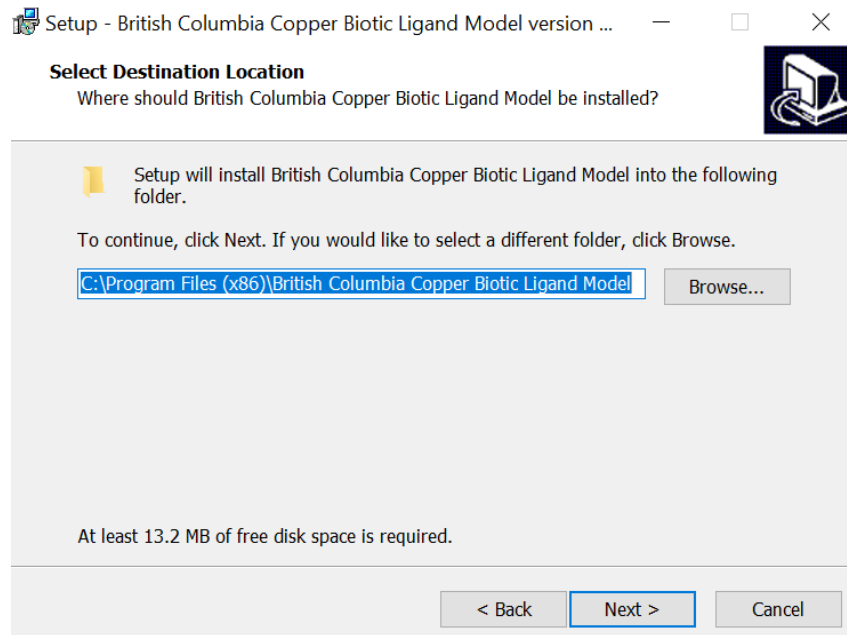 Setup - British Columbia Copper Biotic Ligand Model version ...
Select Destination Location
Where should British Columbia Copper Biotic Ligand Model be installed?
Setup will install British Columbia Copper Biotic Ligand Model into the following
folder.
To continue, click Next. If you would like to select a different folder, click Browse.
C:\Program Files (x86)\British Columbia Copper Biotic Ligand Model
Browse...
At least 13.2 MB of free disk space is required.
< Back
Next >
Cancel